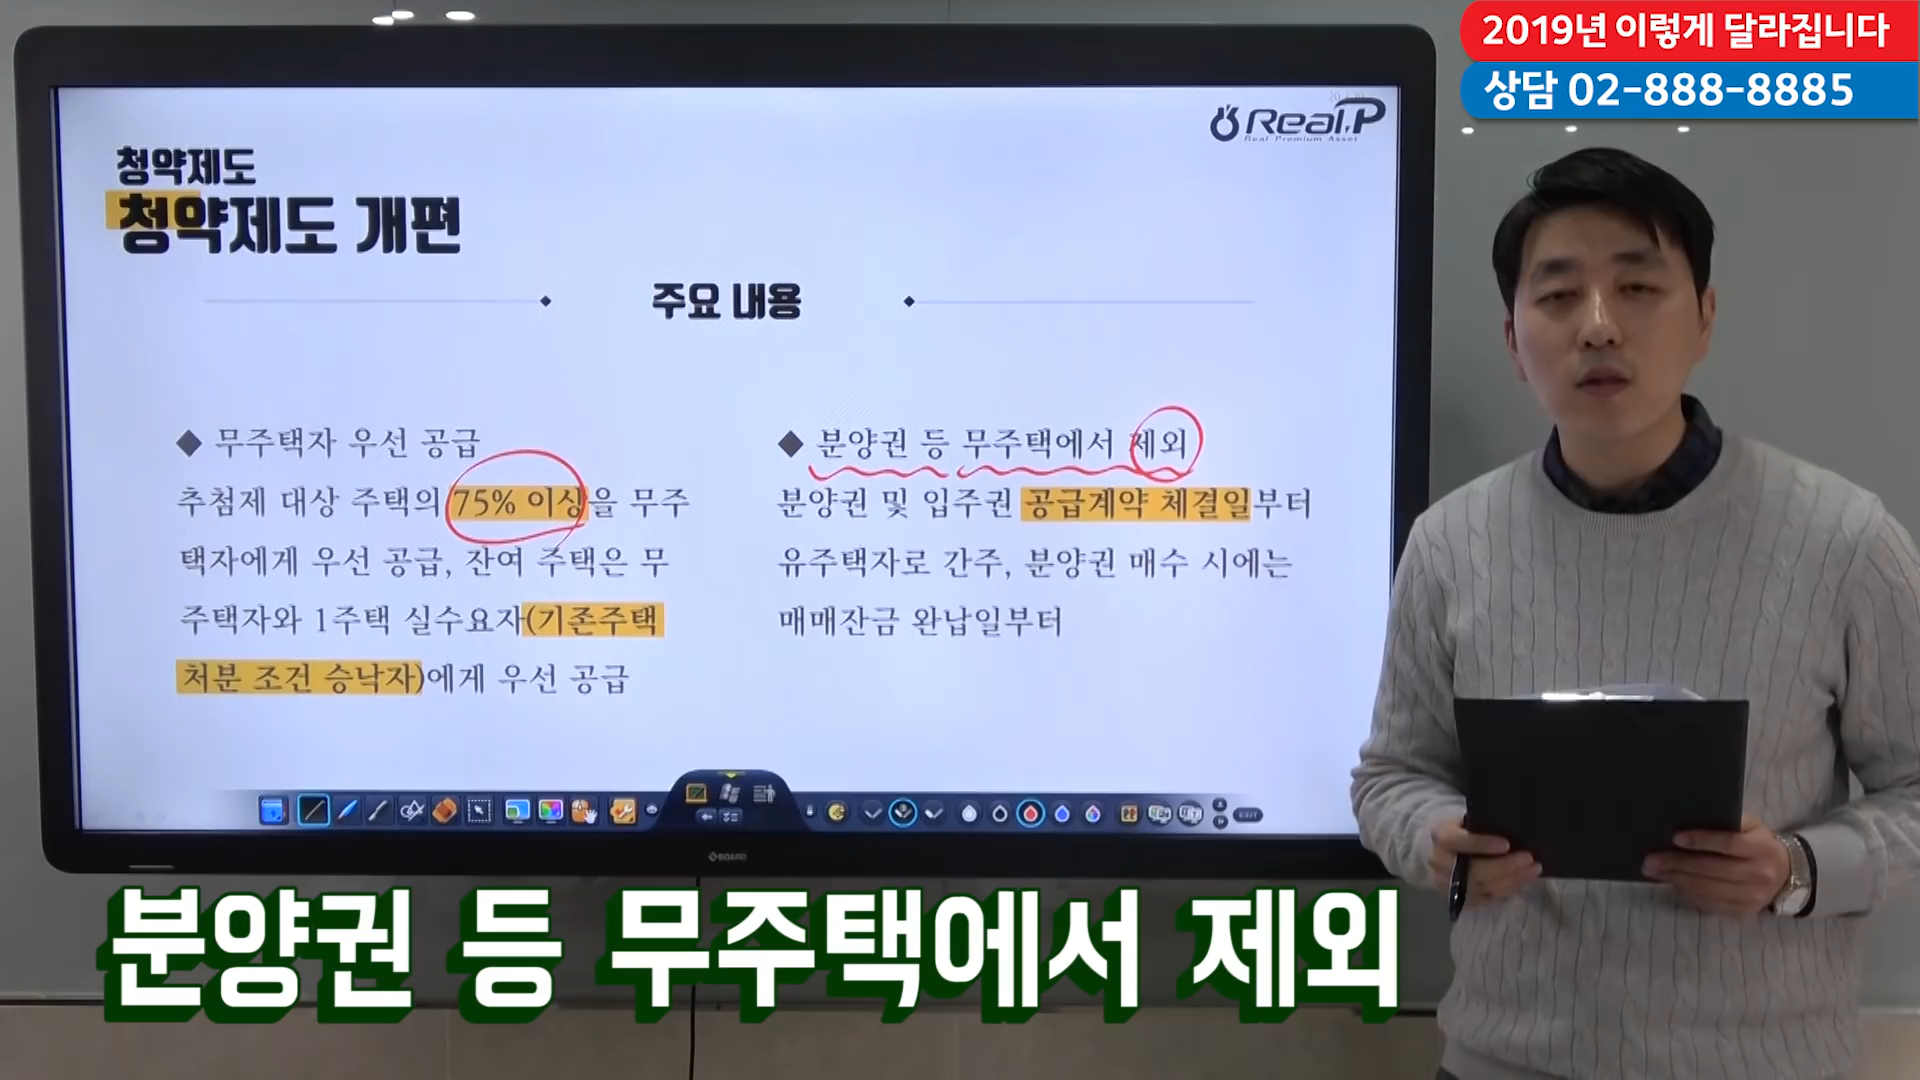 2019년 이렇게 달라집니다
상담 02-888-8885
Real.P
Real Premium Asset
청약제도
청약제도 개편
주요 내용
◆ 무주택자 우선 공급
추첨제 대상 주택의 75% 이상을 무주
택자에게 우선 공급, 잔여 주택은 무
주택자와 1주택 실수요자(기존주택
처분 조건 승낙자)에게 우선 공급
◆ 분양권 등 무주택에서 제외
분양권 및 입주권 공급계약 체결일부터
유주택자로 간주, 분양권 매수 시에는
매매잔금 완납일부터
EXIT
BOARD
분양권 등 무주택에서 제외